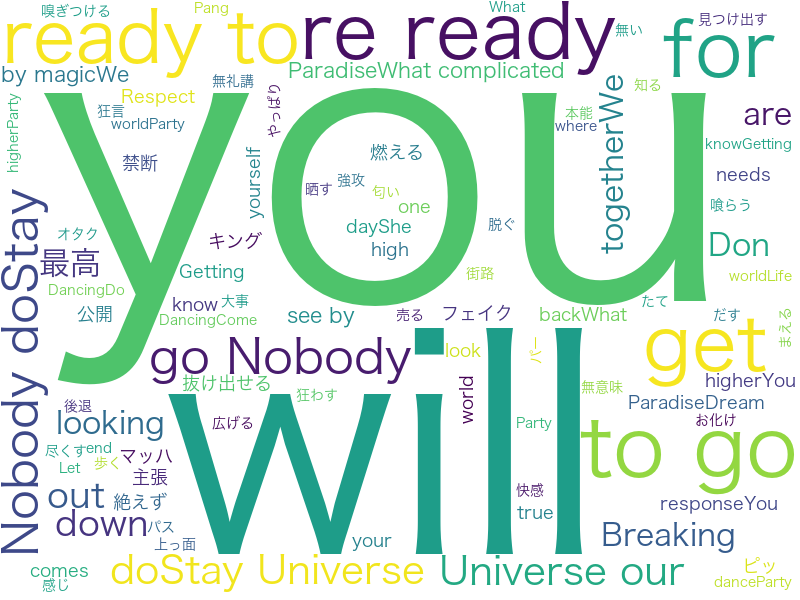 嗅ぎつける
Pang
What
見つけ出す
ready to
re ready
無い
for
by magicWe
ParadiseWhat complicated
無礼講
知る
Respect
やっぱり
higherParty
狂言
worldParty
本能
where
are
togetherWe
knowGetting
you
禁断
yourself
燃える
強攻
匂い
晒す
one
needs
喰らう
dayShe
脱ぐ
オタク
キング
high
Don
最高
Getting
街路
worldLife
DancingDo
know
大事
see by
売る
フェイク
backWhat
たて
だす
まえる
公開
DancingCome
Nobody doStay
go Nobody
look
バー
get
抜け出せる
狂わす
world
無意味
higherYou
ParadiseDream
後退
looking
広げる
will
Party
お化け
to go
尽くす
end
歩く
Let
マッハ
主張
out
絶えず
快感
responseYou
down
パス
true
上っ面
your
Breaking
comes
感じ
doStay Universe
Universe our
ピッ
danceParty